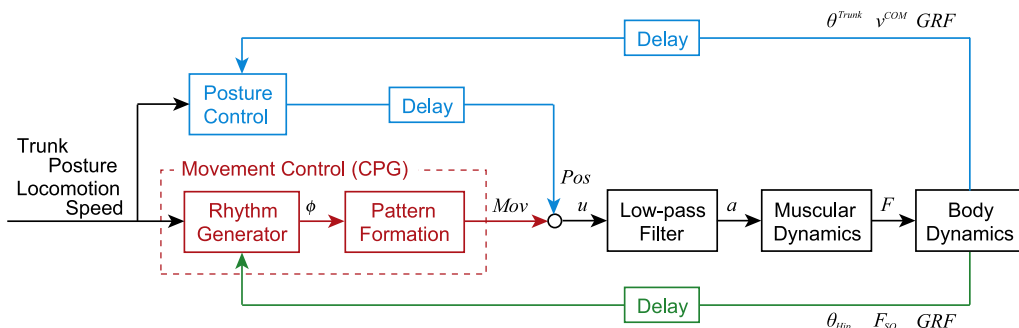 θ^Trunk v^COM GRF
Delay
Posture
Control
Delay
Trunk
Posture
Locomotion
Speed
Movement Control (CPG)
Pos
Rhythm
Generator
ϕ
Pattern
Formation
Mov
u
Low-pass
Filter
a
Muscular
Dynamics
F
Body
Dynamics
Delay
θ_Hip F_SO GRF